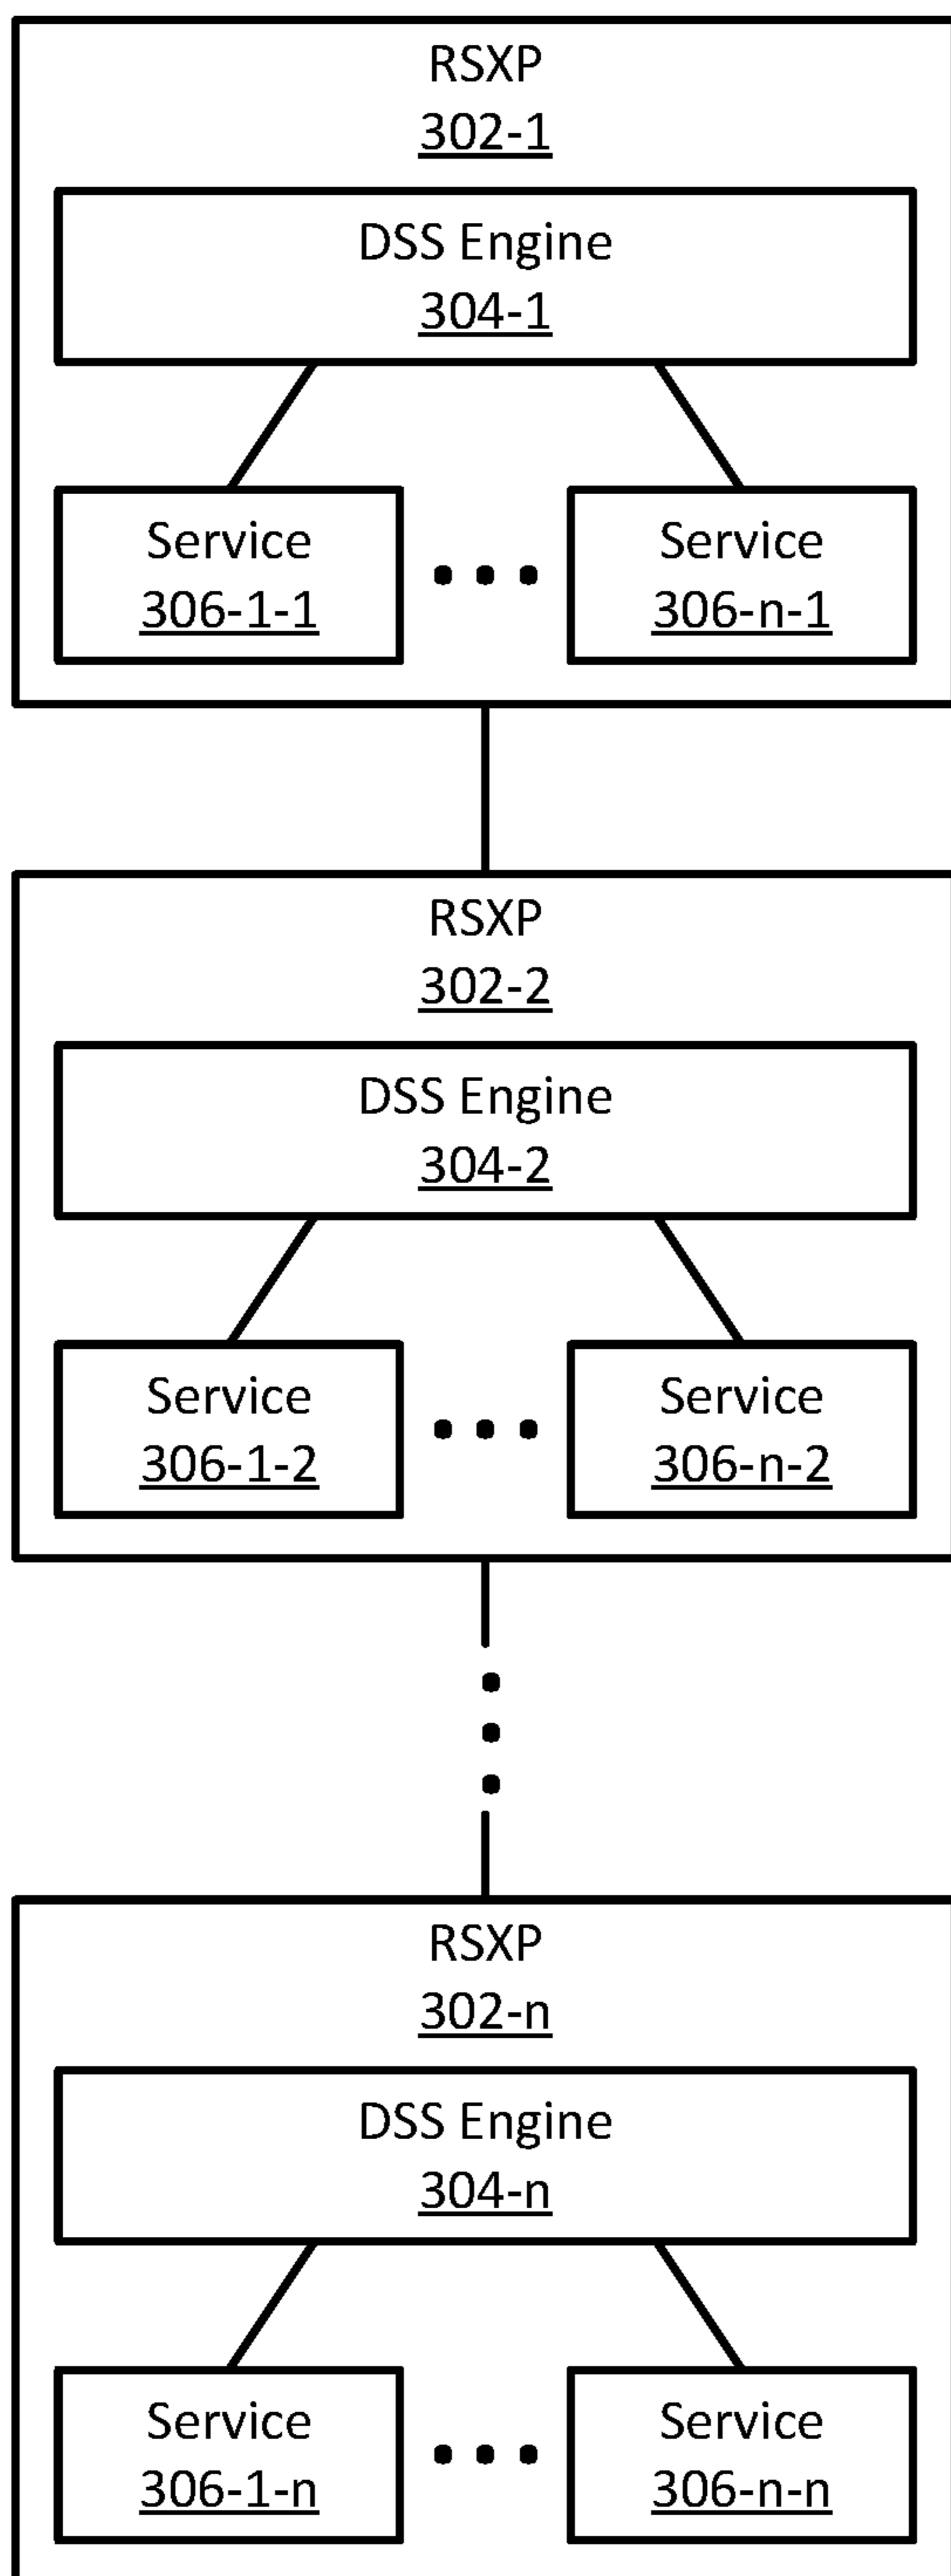 RSXP
302-1
DSS Engine
304-1
Service
306-1-1
Service
306-n-1
RSXP
302-2
DSS Engine
304-2
Service
306-1-2
Service
306-n-2
RSXP
302-n
DSS Engine
304-n
Service
306-1-n
Service
306-n-n